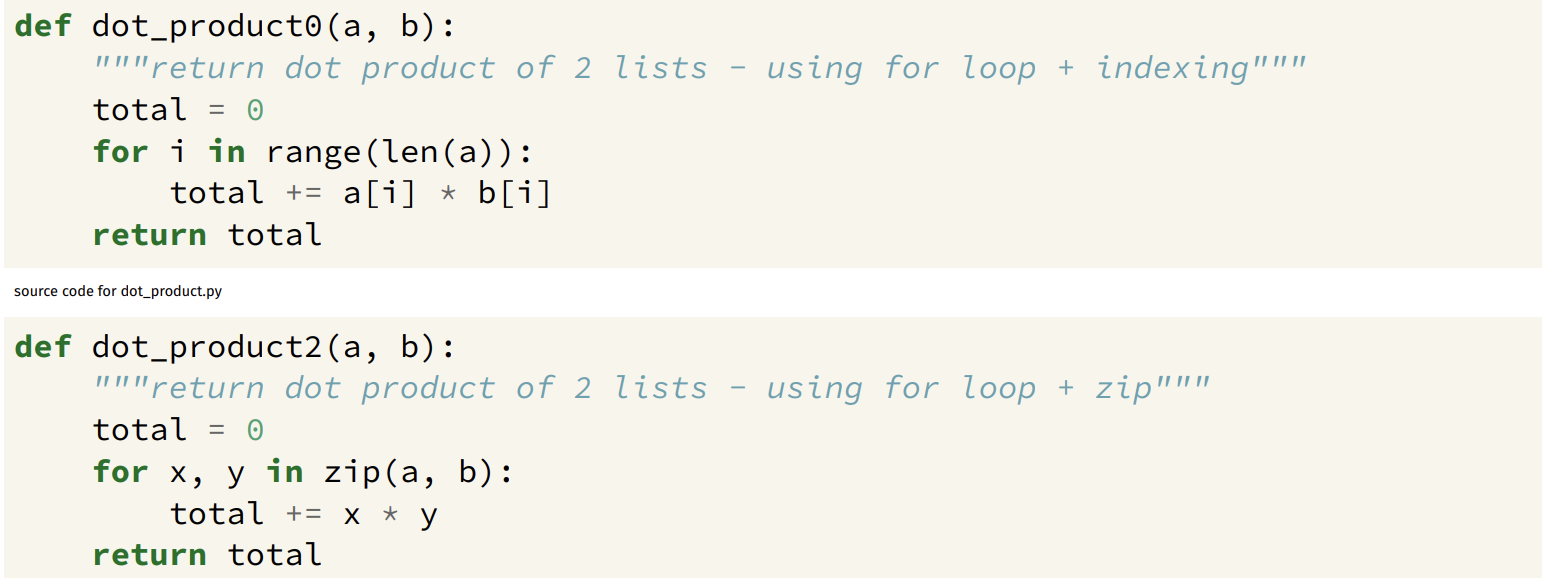 def dot_product0(a, b):
    """return dot product of 2 lists - using for loop + indexing"""
    total = 0
    for i in range(len(a)):
        total += a[i] * b[i]
    return total
source code for dot_product.py
def dot_product2(a, b):
    """return dot product of 2 lists - using for loop + zip"""
    total = 0
    for x, y in zip(a, b):
        total += x * y
    return total